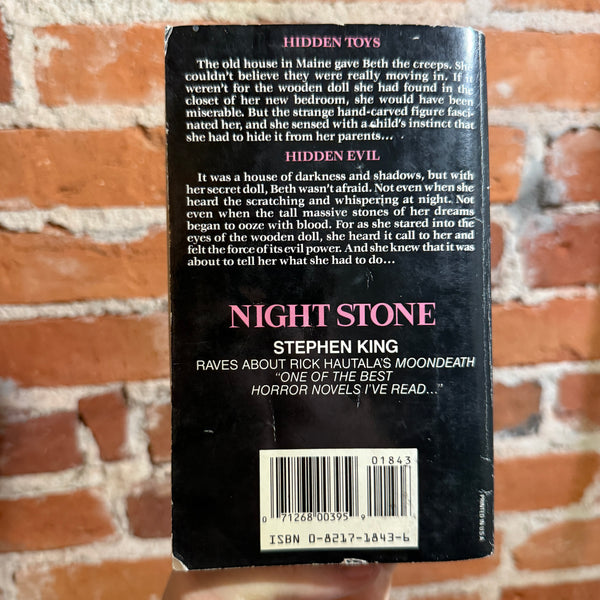 HIDDEN TOYS
The old house in Maine gave Beth the creeps. She
couldn't believe they were really moving in. If it
weren't for the wooden doll she had found in the
closet of her new bedroom, she would have been
miserable. But the strange hand-carved figure fasci-
nated her, and she sensed with a child's instinct that
she had to hide it from her parents...
HIDDEN EVIL
It was a house of darkness and shadows, but with
her secret doll, Beth wasn't afraid. Not even when she
heard the scratching and whispering at night. Not
even when the tall massive stones of her dreams
began to ooze with blood. For as she stared into the
eyes of the wooden doll, she heard it call to her and
felt the force of its evil power. And she knew that it was
about to tell her what she had to do...
NIGHT STONE
STEPHEN KING
RAVES ABOUT RICK HAUTALA'S MOONDEATH
"ONE OF THE BEST
HORROR NOVELS I'VE READ..."
01843
0 71268 00395 9
ISBN 0-8217-1843-6
PRINTED IN U.S.A.